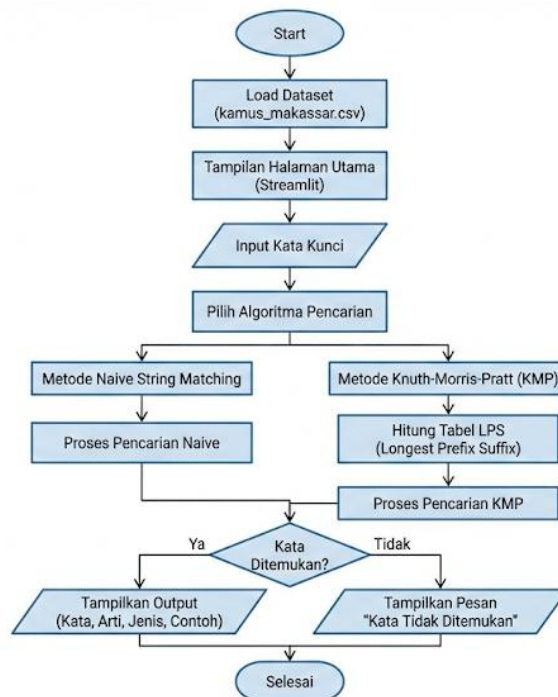 Start
Load Dataset
(kamus_makassar.csv)
Tampilan Halaman Utama
(Streamlit)
Input Kata Kunci
Pilih Algoritma Pencarian
Metode Naive String Matching
Metode Knuth-Morris-Pratt (KMP)
Proses Pencarian Naive
Hitung Tabel LPS
(Longest Prefix Suffix)
Proses Pencarian KMP
Kata
Ditemukan?
Ya
Tidak
Tampilkan Output
(Kata, Arti, Jenis, Contoh)
Tampilkan Pesan
"Kata Tidak Ditemukan"
Selesai